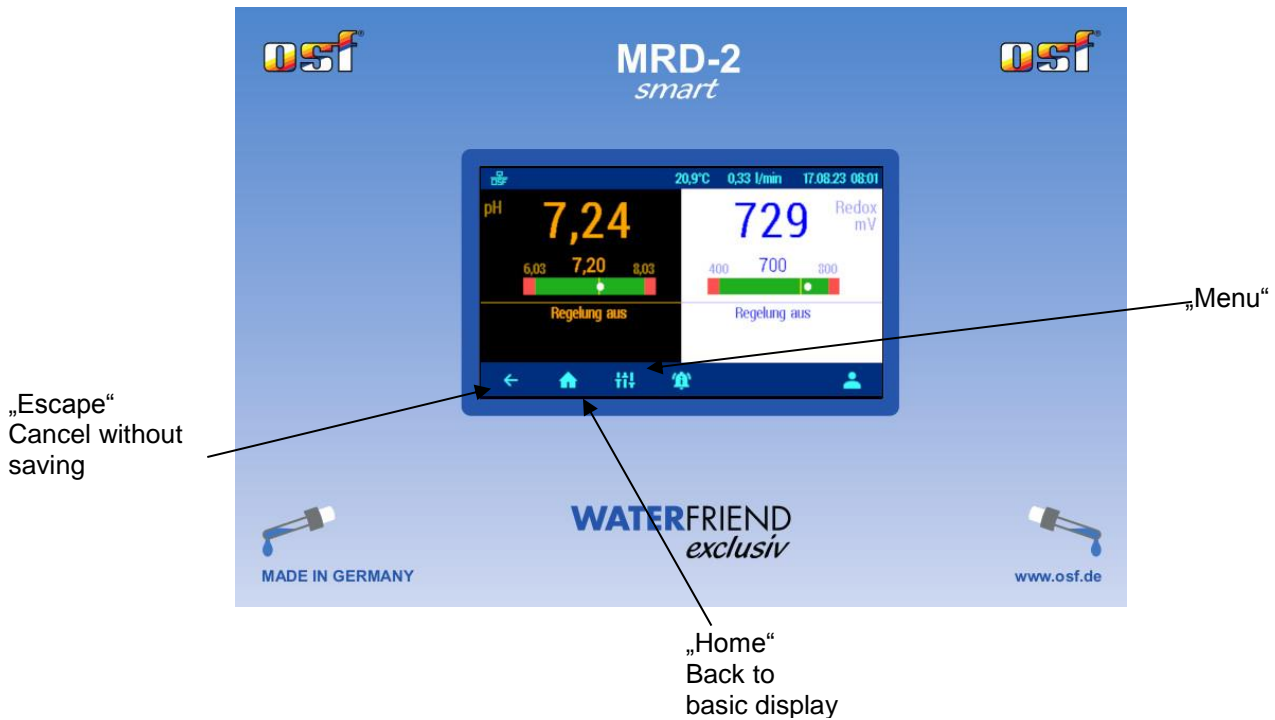 osf
MRD-2
smart
osf
20,9°C 0,33 l/min 17.08.23 08:01
pH 7,24
6,03 7,20 8,03
Regelung aus
729 Redox
mV
400 700 800
Regelung aus
„Menu“
„Escape“
Cancel without
saving
WATERFRIEND
exclusiv
MADE IN GERMANY
www.osf.de
„Home“
Back to
basic display